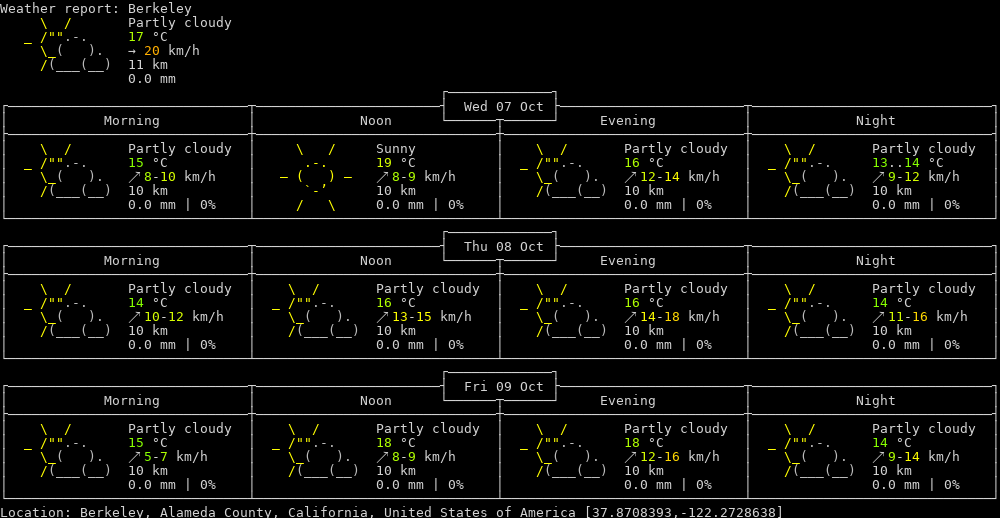 Weather report: Berkeley
Partly cloudy
17 °C
→ 20 km/h
11 km
0.0 mm
Wed 07 Oct
Morning Noon Evening Night
Partly cloudy Sunny Partly cloudy Partly cloudy
15 °C 19 °C 16 °C 13..14 °C
↗ 8-10 km/h ↗ 8-9 km/h ↗ 12-14 km/h ↗ 9-12 km/h
10 km 10 km 10 km 10 km
0.0 mm | 0% 0.0 mm | 0% 0.0 mm | 0% 0.0 mm | 0%
Thu 08 Oct
Morning Noon Evening Night
Partly cloudy Partly cloudy Partly cloudy Partly cloudy
14 °C 16 °C 16 °C 14 °C
↗ 10-12 km/h ↗ 13-15 km/h ↗ 14-18 km/h ↗ 11-16 km/h
10 km 10 km 10 km 10 km
0.0 mm | 0% 0.0 mm | 0% 0.0 mm | 0% 0.0 mm | 0%
Fri 09 Oct
Morning Noon Evening Night
Partly cloudy Partly cloudy Partly cloudy Partly cloudy
15 °C 18 °C 18 °C 14 °C
↗ 5-7 km/h ↗ 8-9 km/h ↗ 12-16 km/h ↗ 9-14 km/h
10 km 10 km 10 km 10 km
0.0 mm | 0% 0.0 mm | 0% 0.0 mm | 0% 0.0 mm | 0%
Location: Berkeley, Alameda County, California, United States of America [37.8708393,-122.2728638]